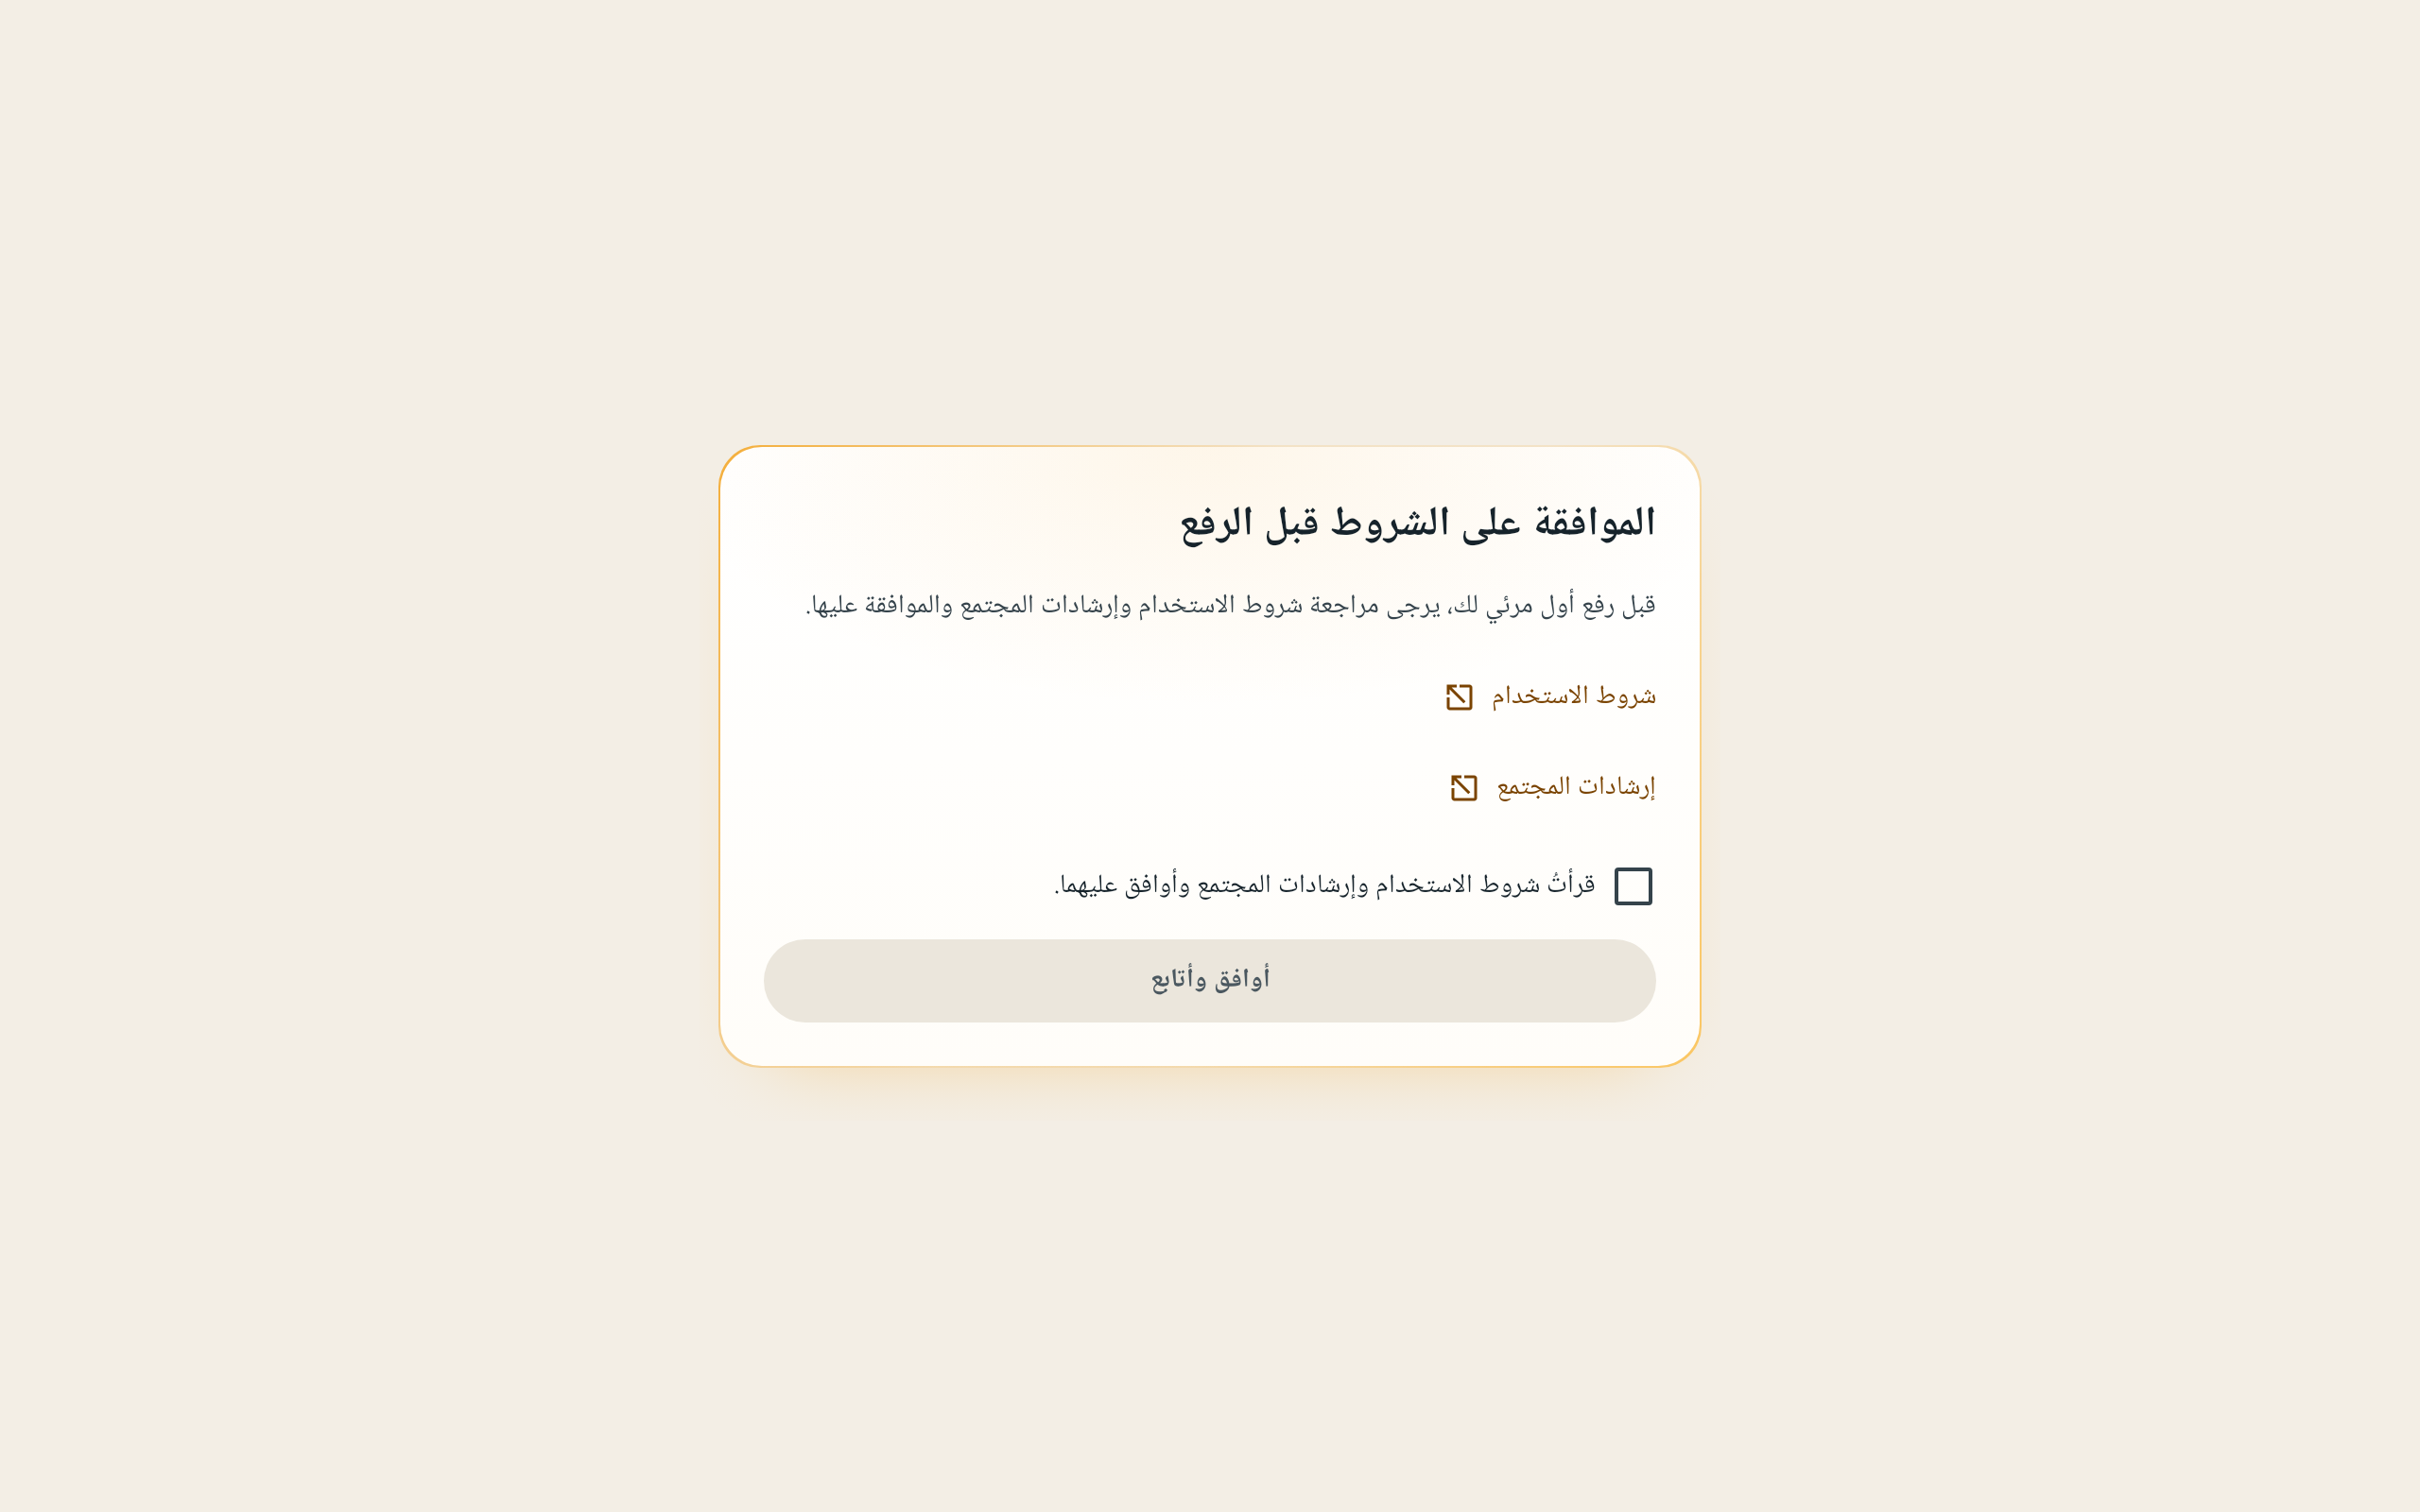 الموافقة على الشروط قبل الرفع
قبل رفع أول مرئي لك، يرجى مراجعة شروط الاستخدام وإرشادات المجتمع والموافقة عليها.
شروط الاستخدام
إرشادات المجتمع
قرأتُ شروط الاستخدام وإرشادات المجتمع وأوافق عليهما.
أوافق وأتابع